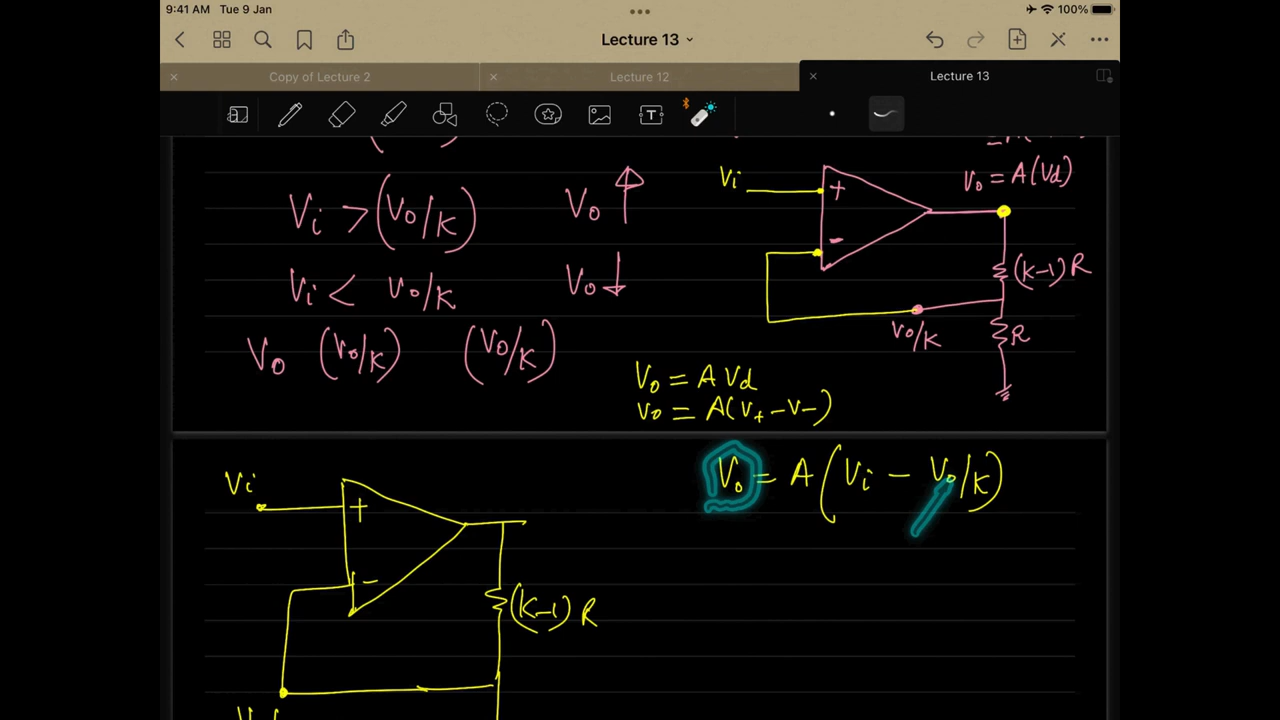 9:41 AM Tue 9 Jan 100%
Lecture 13
Copy of Lecture 2 Lecture 12 Lecture 13
Vi > (Vo/K) Vo ↑
Vi < Vo/K Vo ↓
Vo (Vo/K) (Vo/K)
Vi
+
-
Vo = A(Vd)
(K-1)R
Vo/K
R
Vo = A Vd
Vo = A(V+ - V-)
Vo = A(Vi - Vo/K)
Vi
+
-
(K-1)R